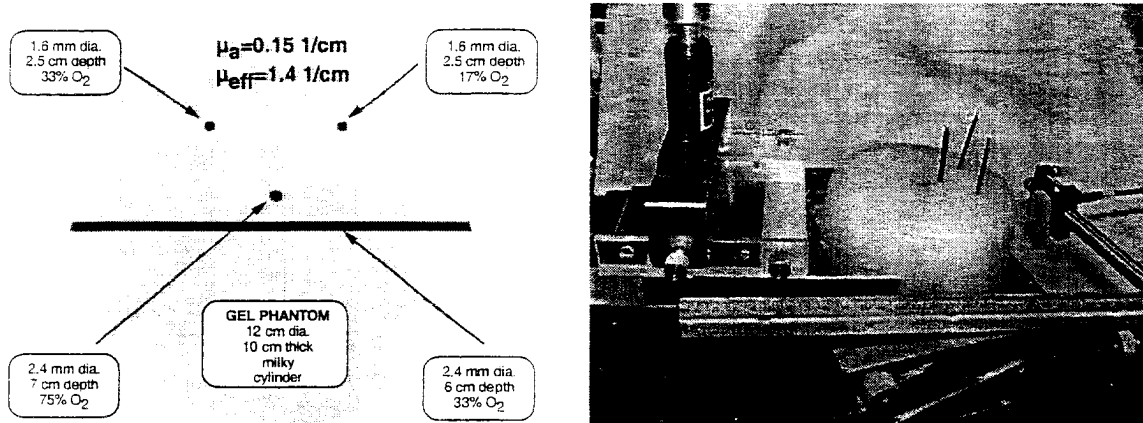 1.6 mm dia.
2.5 cm depth
33% O₂
μa=0.15 1/cm
μeff=1.4 1/cm
1.6 mm dia.
2.5 cm depth
17% O₂
GEL PHANTOM
12 cm dia.
10 cm thick
milky
cylinder
2.4 mm dia.
7 cm depth
75% O₂
2.4 mm dia.
6 cm depth
33% O₂